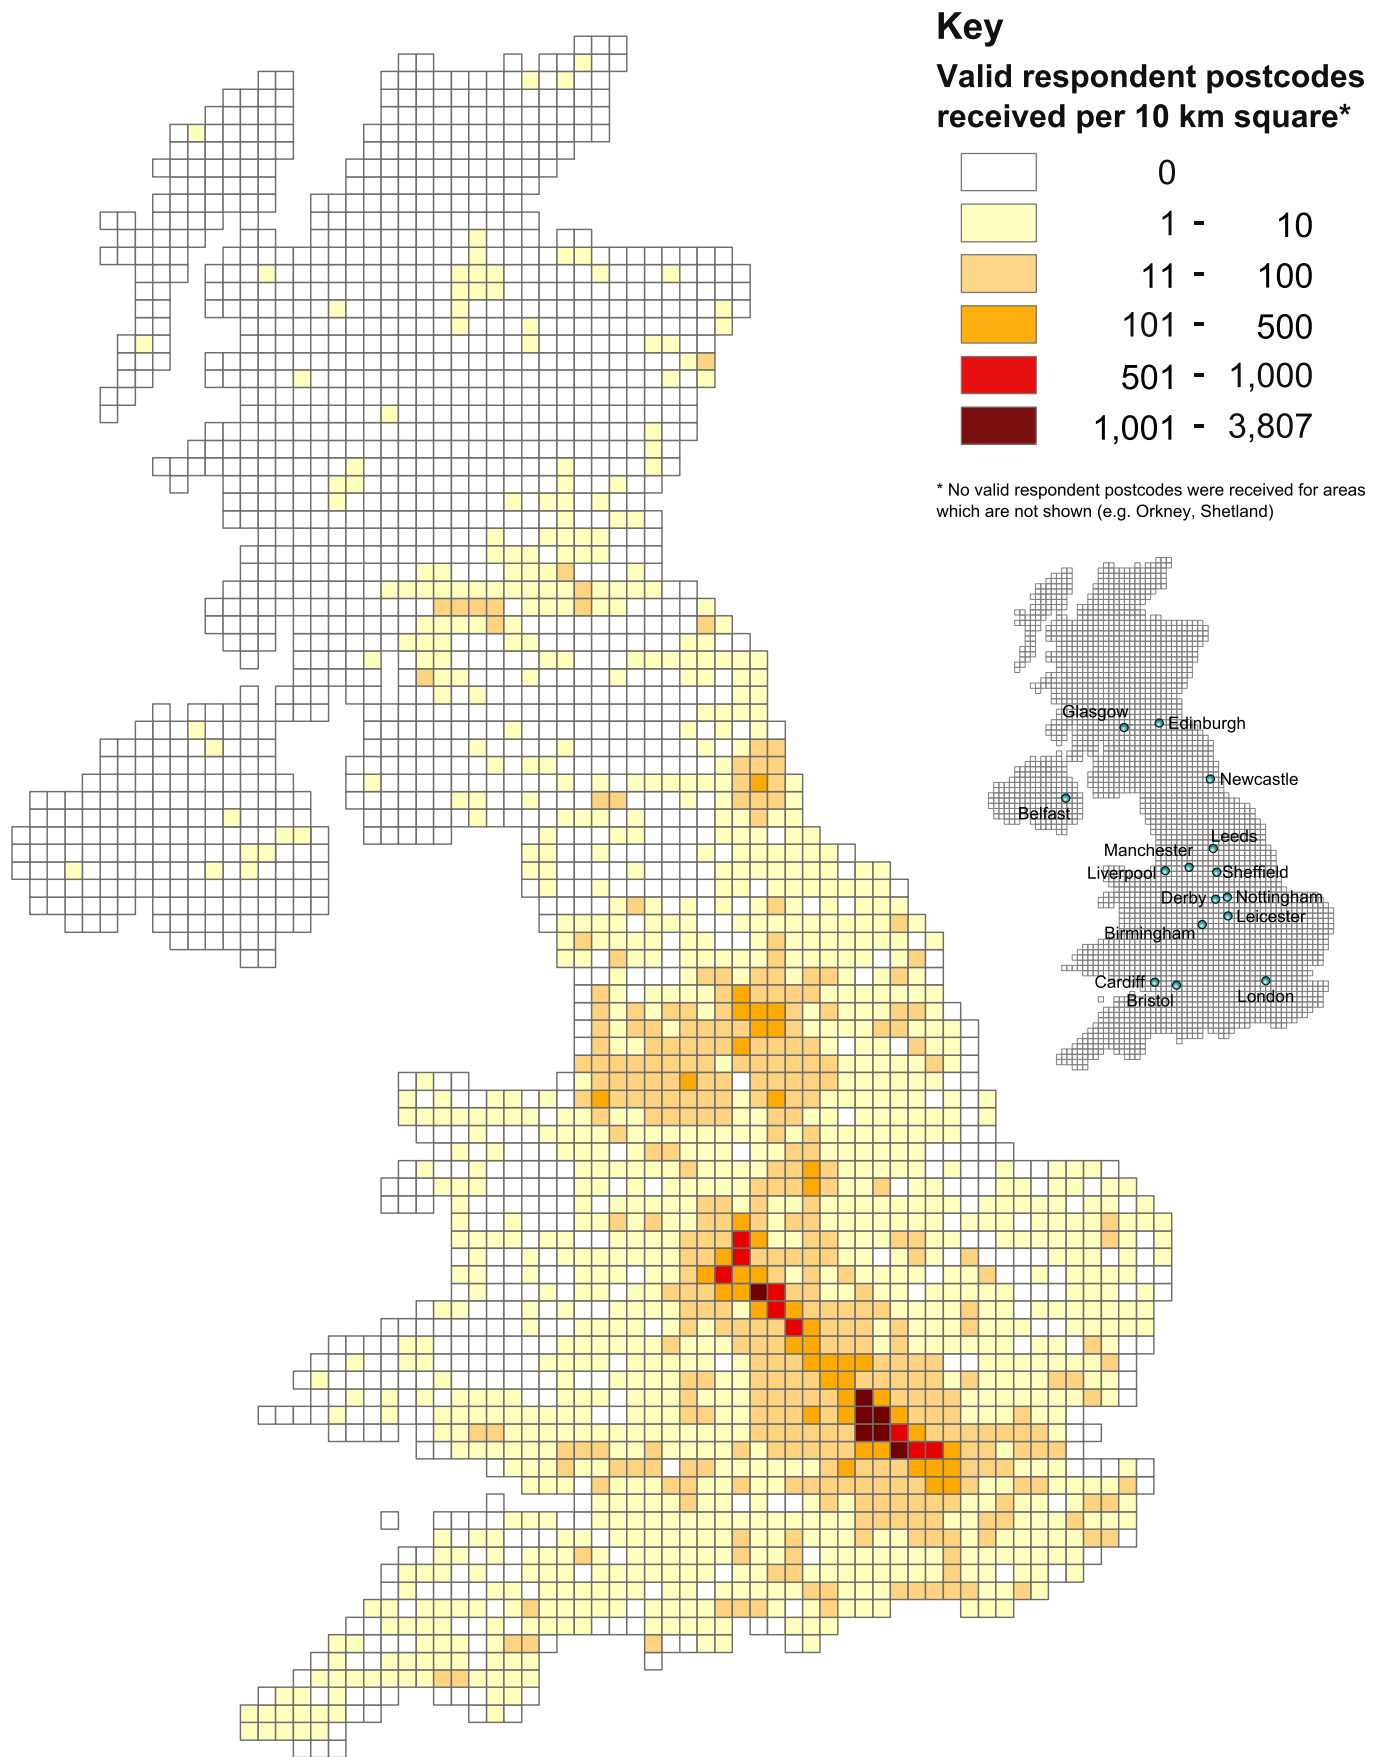 Key
Valid respondent postcodes
received per 10 km square*
0
1 - 10
11 - 100
101 - 500
501 - 1,000
1,001 - 3,807
* No valid respondent postcodes were received for areas
which are not shown (e.g. Orkney, Shetland)
Glasgow
Edinburgh
Newcastle
Belfast
Leeds
Manchester
Liverpool
Sheffield
Derby
Nottingham
Leicester
Birmingham
Cardiff
Bristol
London